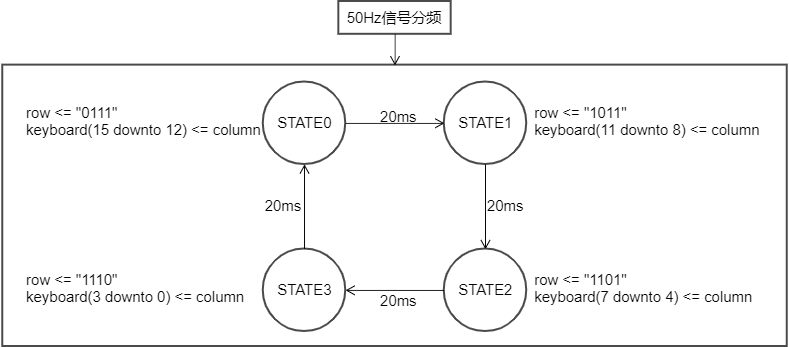 50Hz信号分频
row <= "0111"
keyboard(15 downto 12) <= column
STATE0
20ms
STATE1
row <= "1011"
keyboard(11 downto 8) <= column
20ms
20ms
row <= "1110"
keyboard(3 downto 0) <= column
STATE3
20ms
STATE2
row <= "1101"
keyboard(7 downto 4) <= column